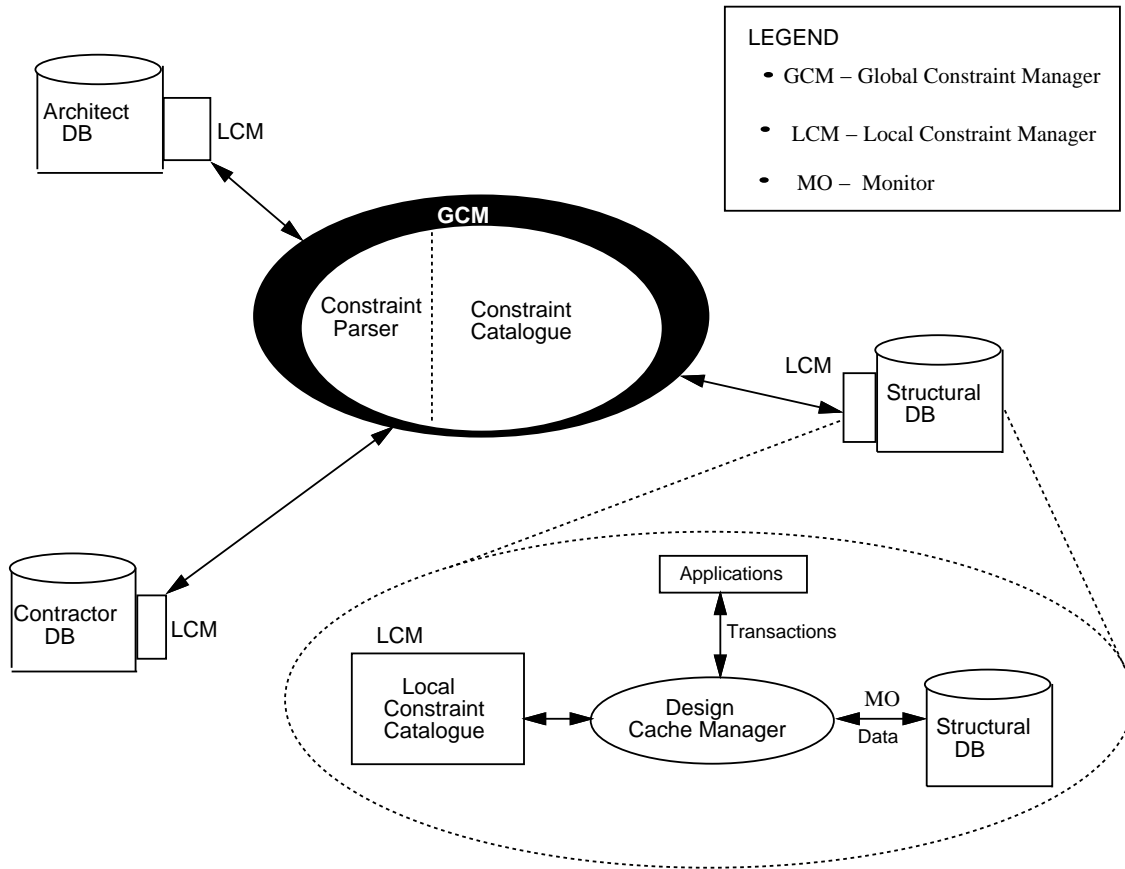 LEGEND
• GCM – Global Constraint Manager
• LCM – Local Constraint Manager
• MO – Monitor
Architect
DB
LCM
GCM
Constraint
Parser
Constraint
Catalogue
LCM
Structural
DB
Contractor
DB
LCM
Applications
Transactions
LCM
Local
Constraint
Catalogue
Design
Cache Manager
MO
Data
Structural
DB